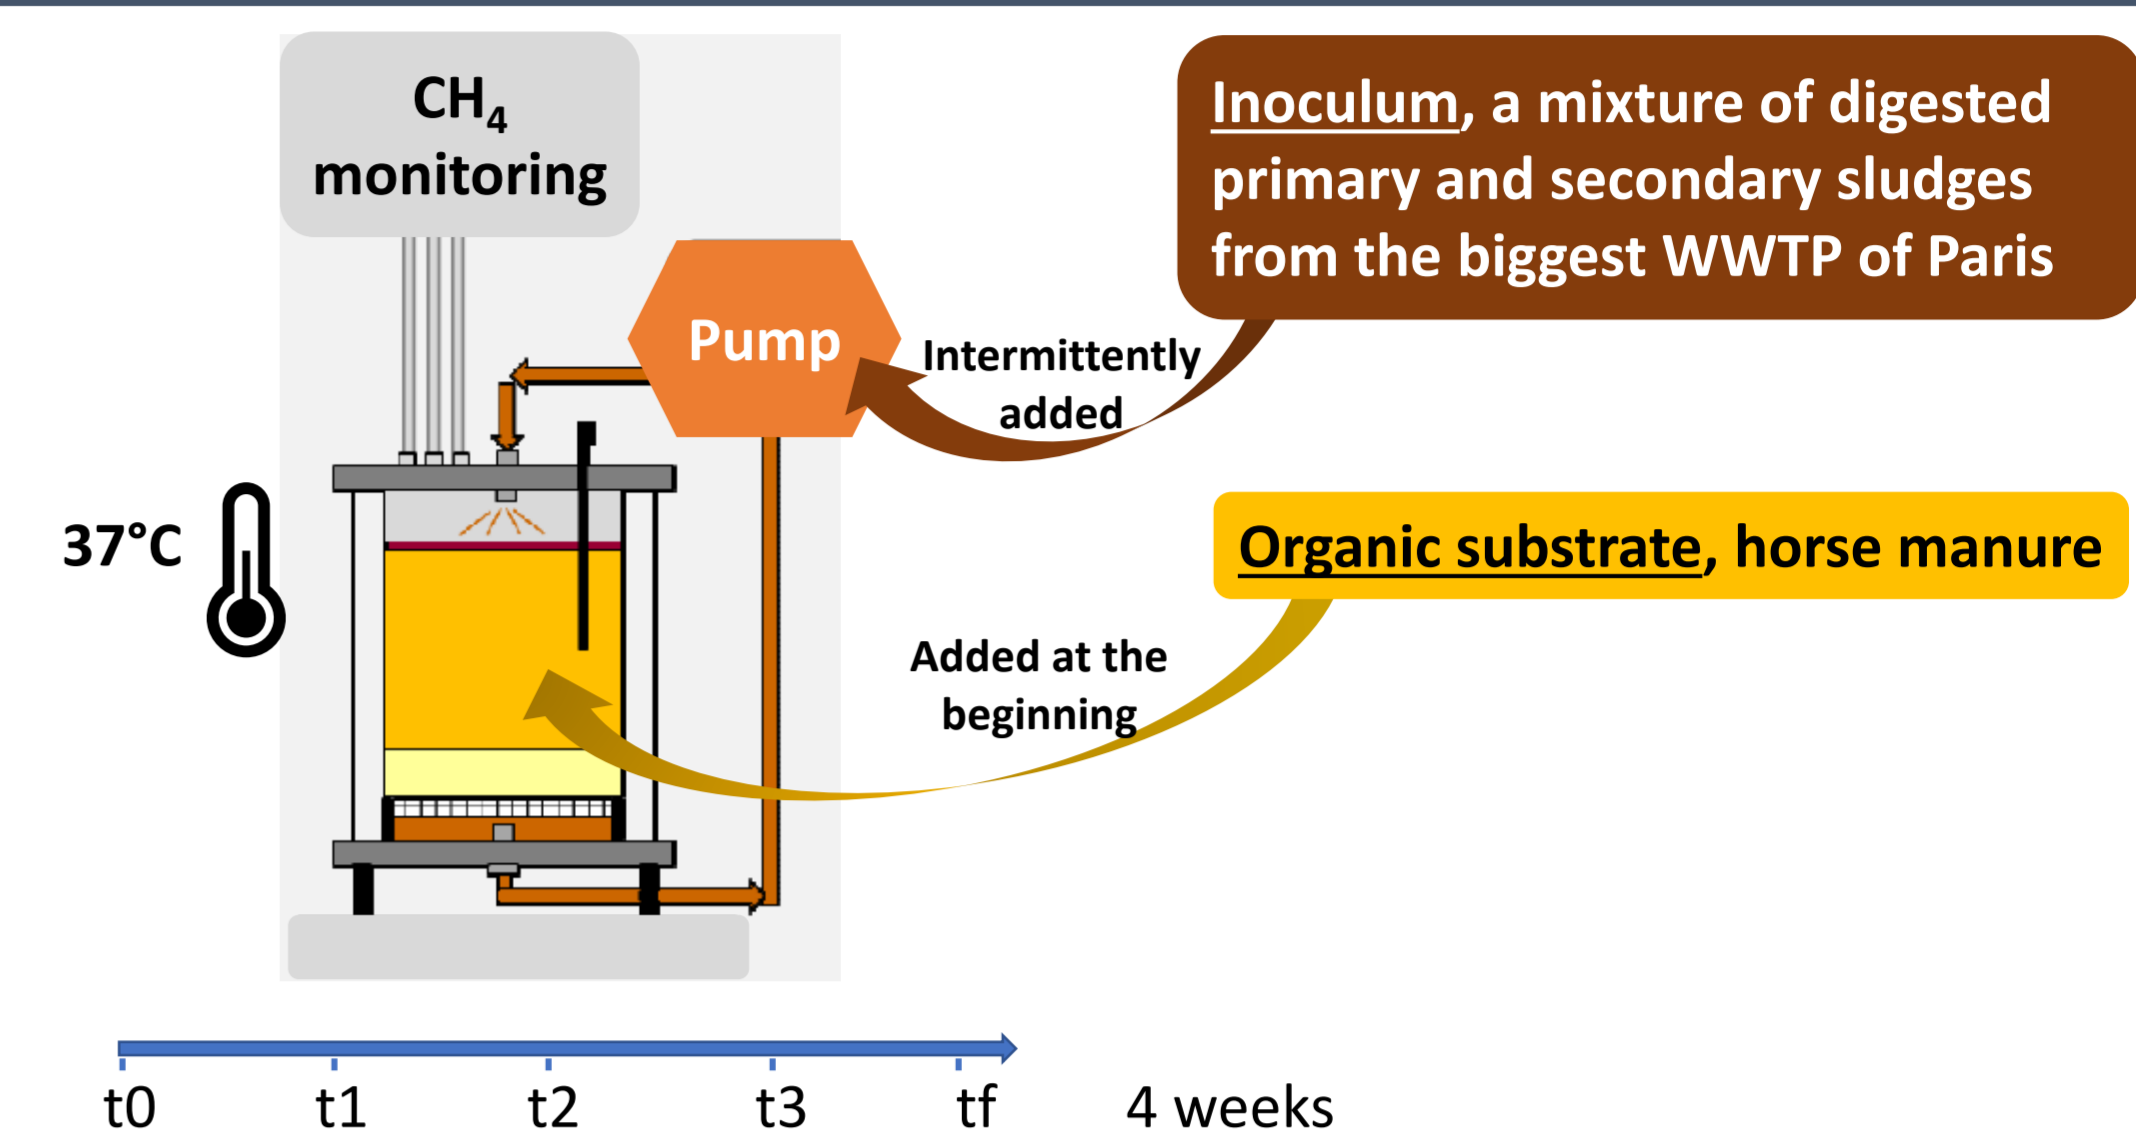 CH₄
monitoring
Inoculum, a mixture of digested
primary and secondary sludges
from the biggest WWTP of Paris
Pump
Intermittently
added
37°C
Organic substrate, horse manure
Added at the
beginning
t0 t1 t2 t3 tf 4 weeks